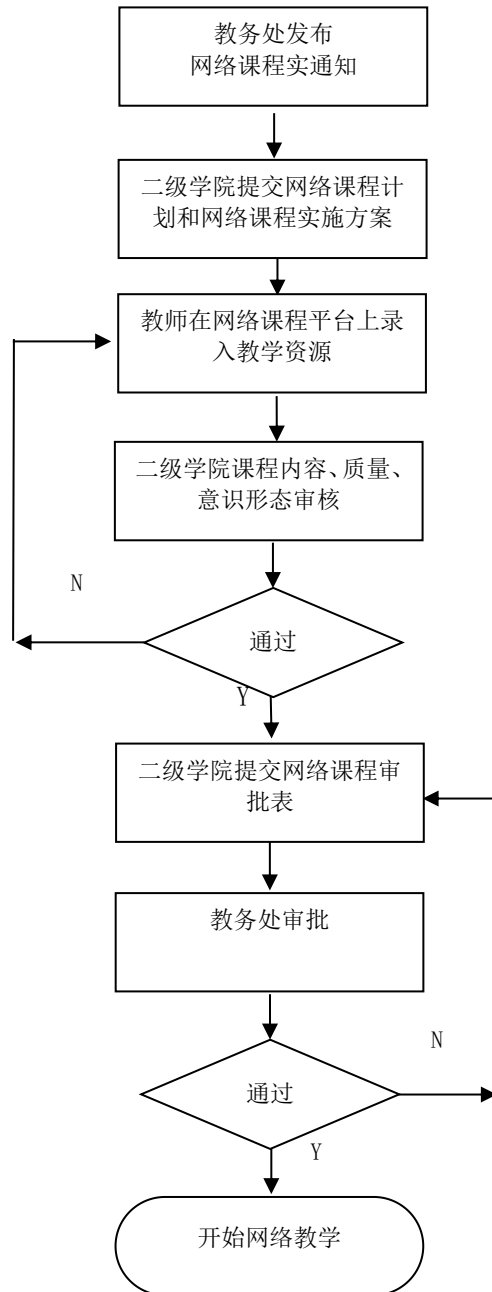 教务处发布
网络课程实通知
二级学院提交网络课程计
划和网络课程实施方案
教师在网络课程平台上录
入教学资源
二级学院课程内容、质量、
意识形态审核
N
通过
Y
二级学院提交网络课程审
批表
教务处审批
N
通过
Y
开始网络教学